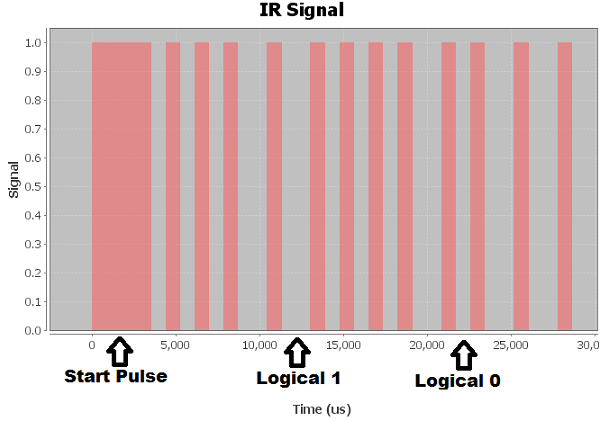 IR Signal
1.0
0.9
0.8
0.7
0.6
0.5
0.4
0.3
0.2
0.1
0.0
Signal
0 5,000 10,000 15,000 20,000 25,000 30,0
Start Pulse Logical 1 Logical 0
Time (us)